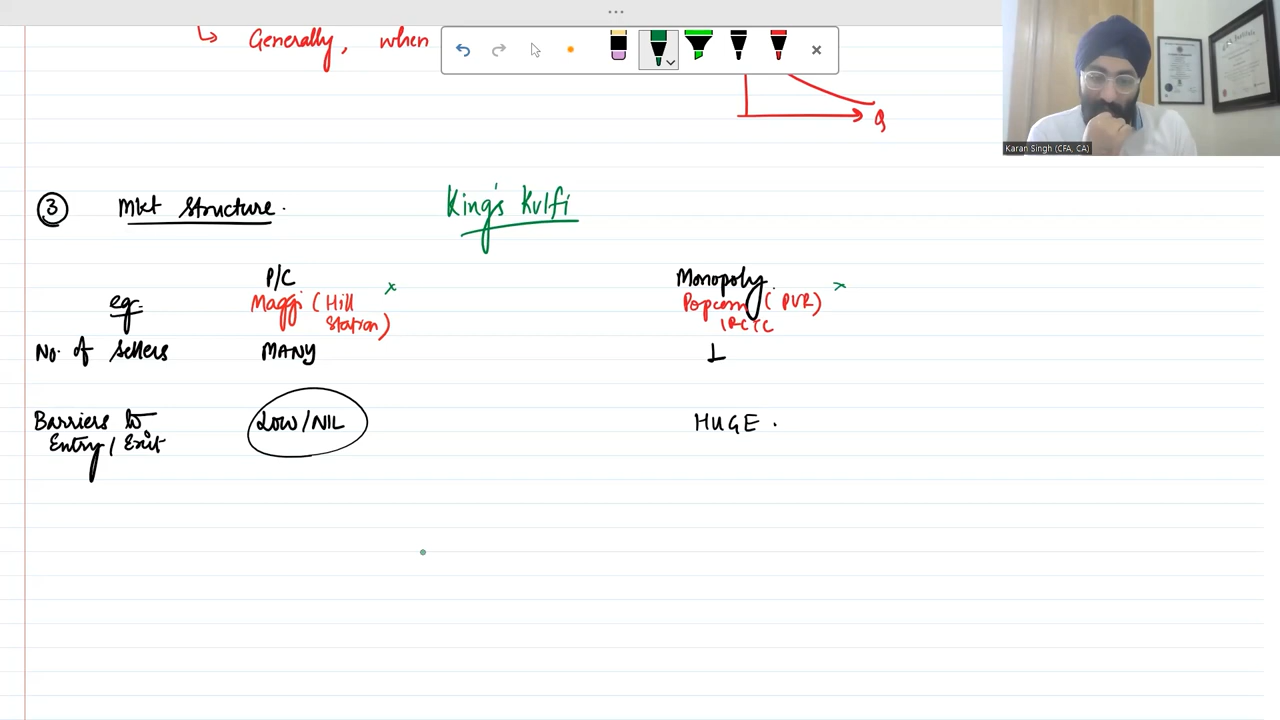 ↳ Generally, when
Q
Karan Singh (CFA, CA)
③ Mkt Structure.
King's Kulfi
P/C
Monopoly.
eg.
Maggi (Hill Station) x
Popcorn (PVR) x
IRCTC
No. of Sellers
MANY
1
Barriers to Entry/Exit
Low/NIL
HUGE.